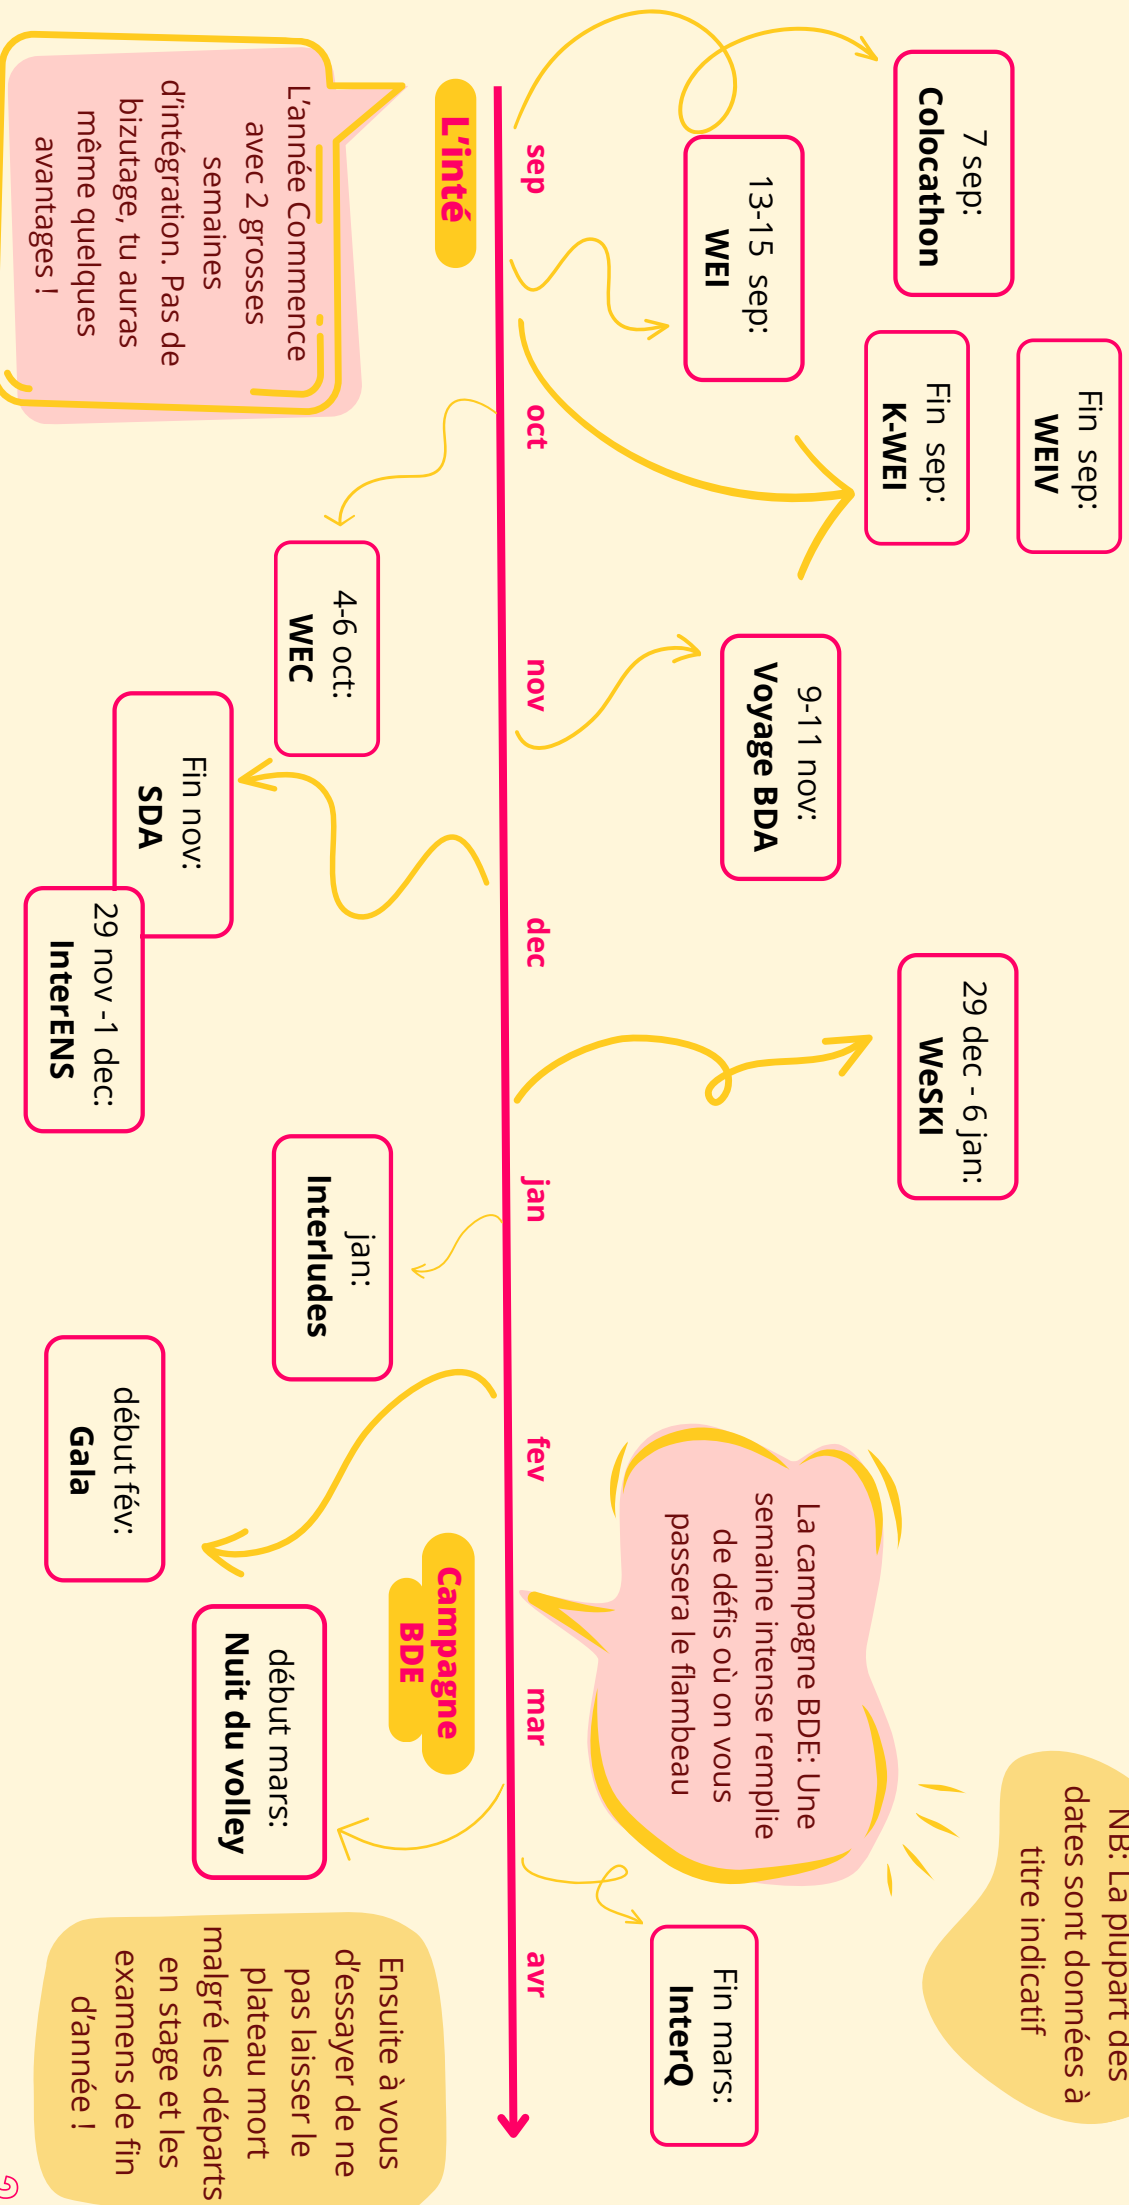 NB: La plupart des
dates sont données à
titre indicatif
7 sep:
Colocathon
Fin sep:
WEIV
Fin sep:
K-WEI
13-15 sep:
WEI
9-11 nov:
Voyage BDA
29 dec - 6 jan:
WeSKI
La campagne BDE: Une
semaine intense remplie
de défis où on vous
passera le flambeau
Fin mars:
InterQ
sep oct nov dec jan fev mar avr
L'inté
Campagne
BDE
L'année Commence
avec 2 grosses
semaines
d'intégration. Pas de
bizutage, tu auras
même quelques
avantages !
4-6 oct:
WEC
Fin nov:
SDA
29 nov -1 dec:
InterENS
jan:
Interludes
début fév:
Gala
début mars:
Nuit du volley
Ensuite à vous
d'essayer de ne
pas laisser le
plateau mort
malgré les départs
en stage et les
examens de fin
d'année !
5